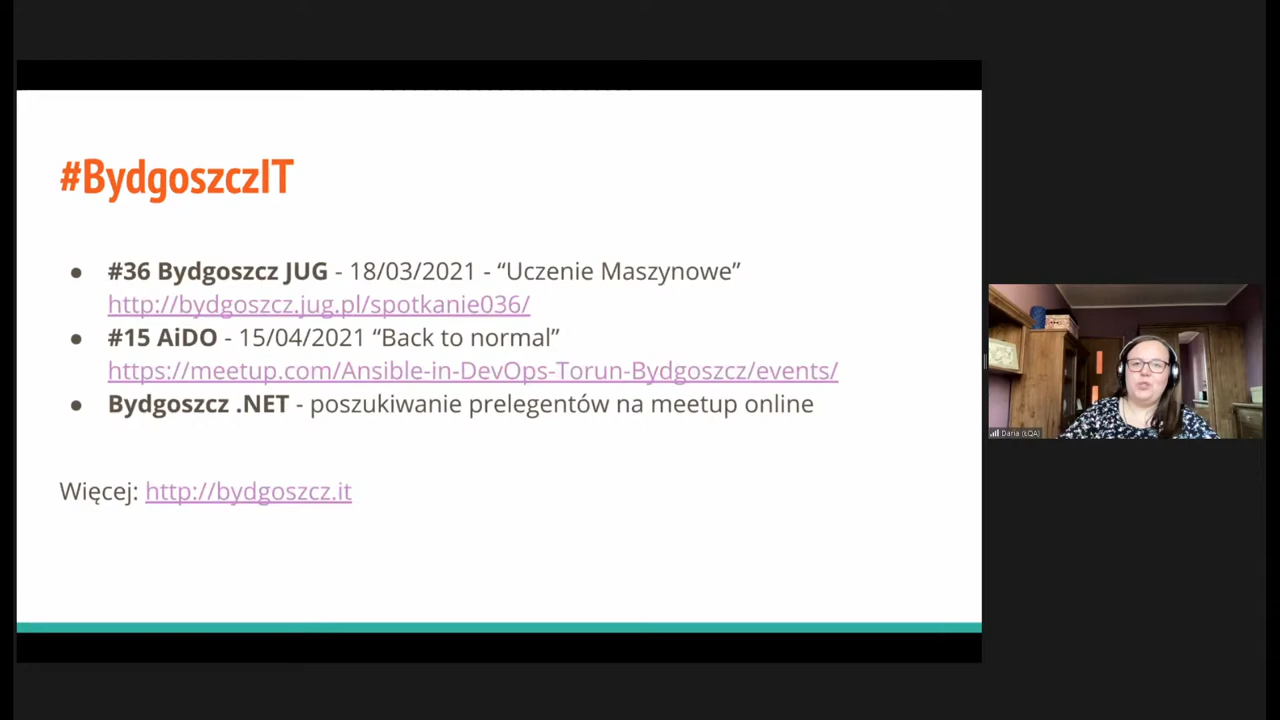 #BydgoszczIT
● #36 Bydgoszcz JUG - 18/03/2021 - “Uczenie Maszynowe”
http://bydgoszcz.jug.pl/spotkanie036/
● #15 AiDO - 15/04/2021 “Back to normal”
https://meetup.com/Ansible-in-DevOps-Torun-Bydgoszcz/events/
● Bydgoszcz .NET - poszukiwanie prelegentów na meetup online
Więcej: http://bydgoszcz.it
Daria (ŁQA)